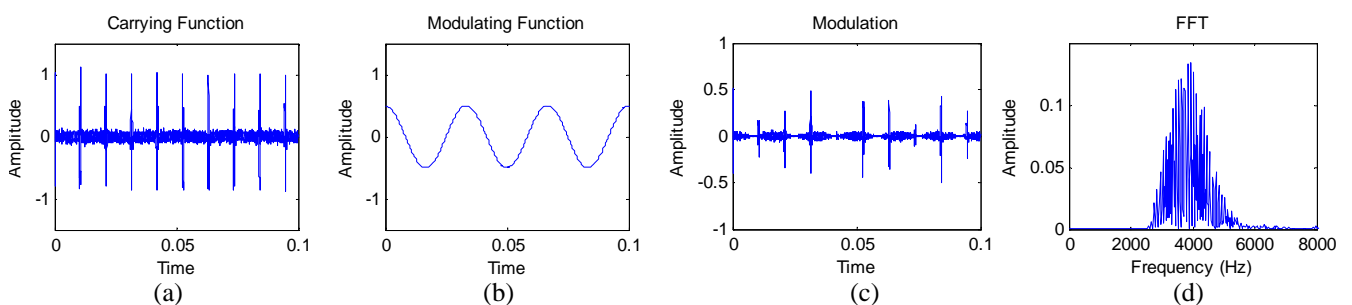 Carrying Function
Amplitude
1
0
-1
0
0.05
0.1
Time
(a)
Modulating Function
Amplitude
1
0
-1
0
0.05
0.1
Time
(b)
Modulation
Amplitude
1
0.5
0
-0.5
-1
0
0.05
0.1
Time
(c)
FFT
Amplitude
0.1
0.05
0
0
2000
4000
6000
8000
Frequency (Hz)
(d)